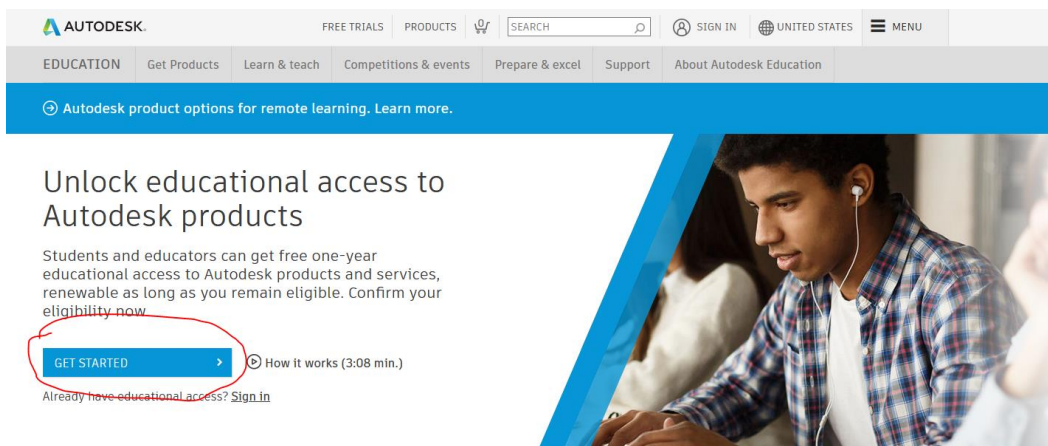 AUTODESK.
FREE TRIALS PRODUCTS 0 SEARCH SIGN IN UNITED STATES MENU
EDUCATION Get Products Learn & teach Competitions & events Prepare & excel Support About Autodesk Education
Autodesk product options for remote learning. Learn more.
Unlock educational access to
Autodesk products
Students and educators can get free one-year
educational access to Autodesk products and services,
renewable as long as you remain eligible. Confirm your
eligibility now.
GET STARTED > How it works (3:08 min.)
Already have educational access? Sign in